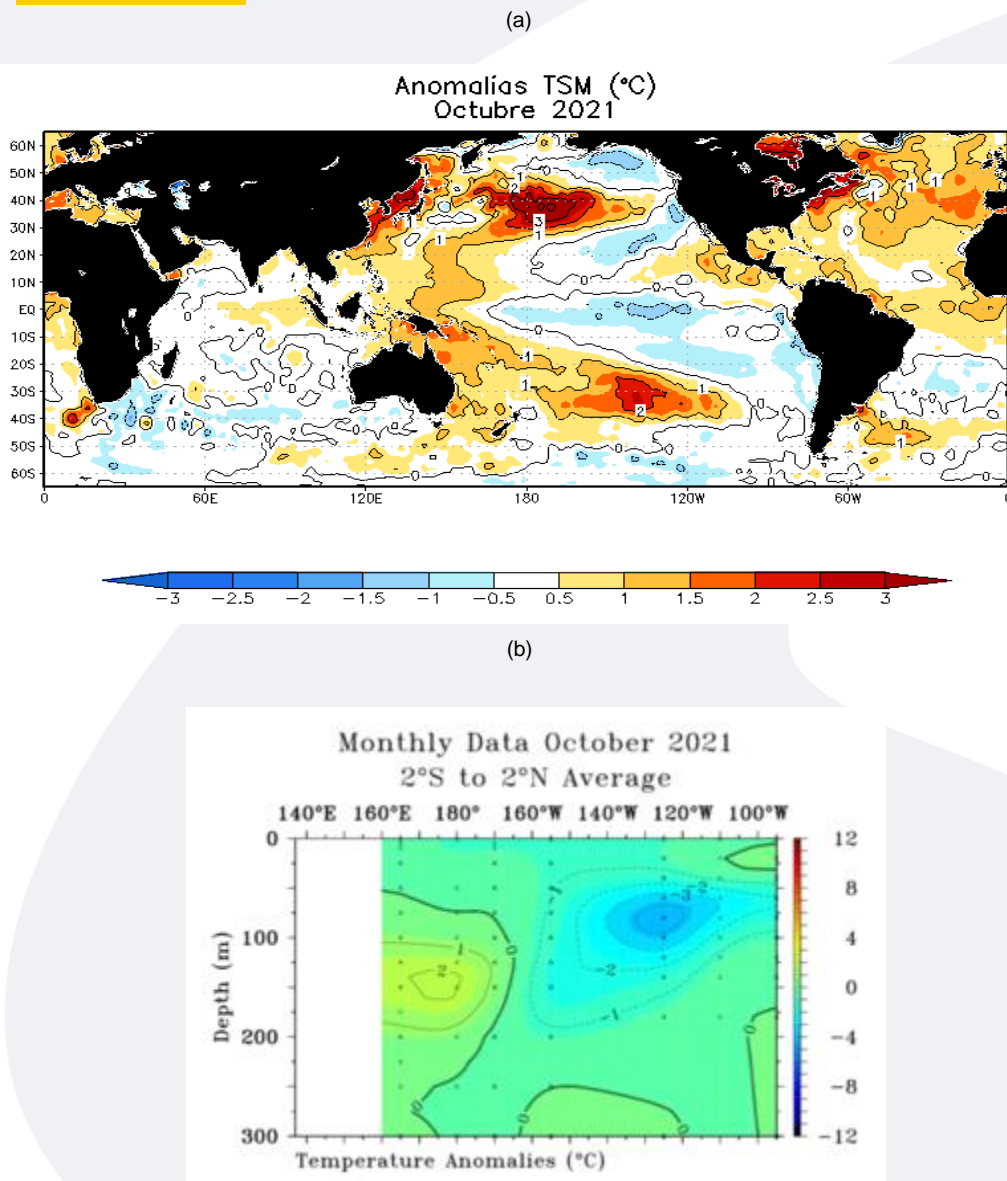 (a)
Anomalías TSM (°C)
Octubre 2021
60N
50N
40N
30N
20N
10N
EQ
10S
20S
30S
40S
50S
60S
0 60E 120E 180 120W 60W 0
-3 -2.5 -2 -1.5 -1 -0.5 0.5 1 1.5 2 2.5 3
(b)
Monthly Data October 2021
2°S to 2°N Average
140°E 160°E 180° 160°W 140°W 120°W 100°W
Depth (m)
0
100
200
300
12
8
4
0
-4
-8
-12
Temperature Anomalies (°C)